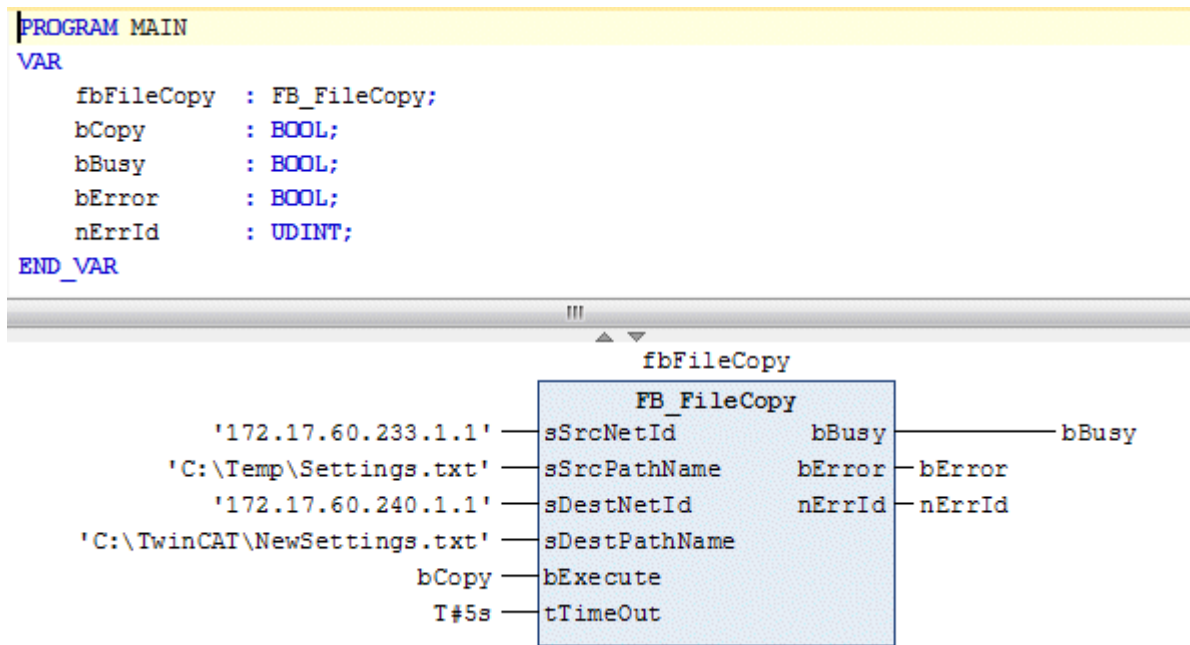 PROGRAM MAIN
VAR
fbFileCopy : FB_FileCopy;
bCopy : BOOL;
bBusy : BOOL;
bError : BOOL;
nErrId : UDINT;
END_VAR
fbFileCopy
FB_FileCopy
'172.17.60.233.1.1' sSrcNetId bBusy bBusy
'C:\Temp\Settings.txt' sSrcPathName bError bError
'172.17.60.240.1.1' sDestNetId nErrId nErrId
'C:\TwinCAT\NewSettings.txt' sDestPathName
bCopy bExecute
T#5s tTimeOut